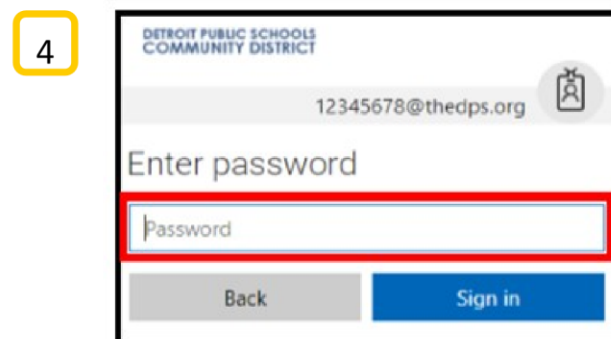 4
DETROIT PUBLIC SCHOOLS
COMMUNITY DISTRICT
12345678@thedps.org
Enter password
Password
Back
Sign in